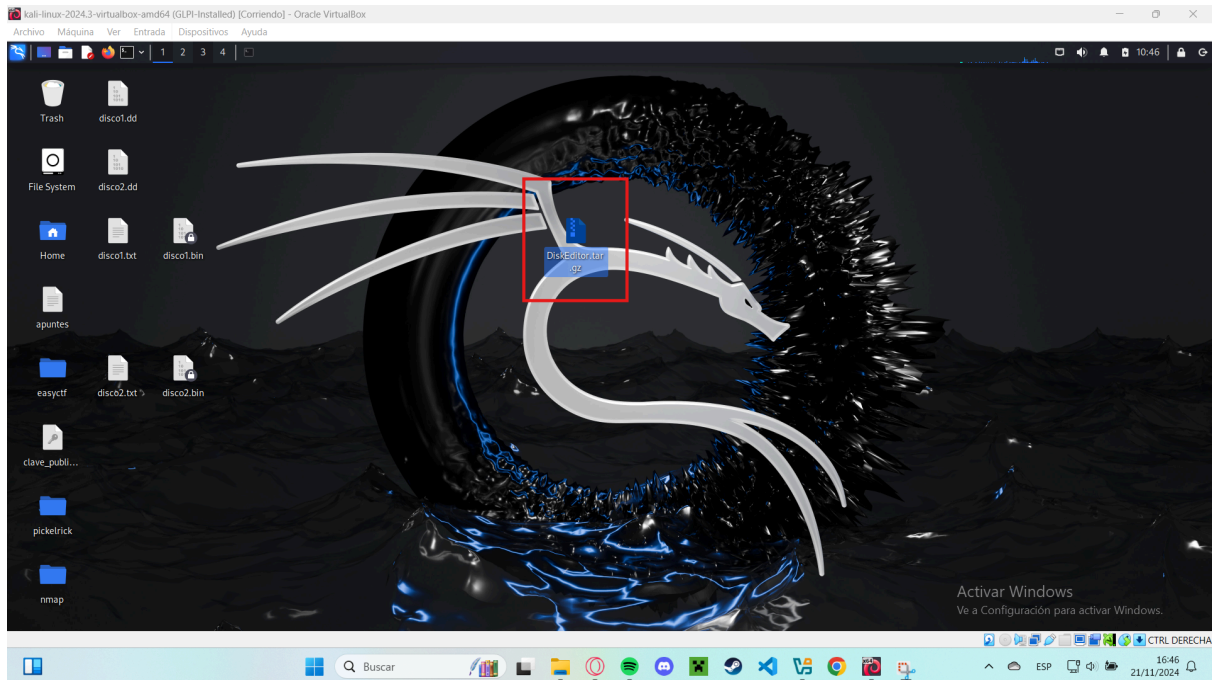 kali-linux-2024.3-virtualbox-amd64 (GLPI-Installed) [Corriendo] - Oracle VirtualBox
Archivo Máquina Ver Entrada Dispositivos Ayuda
1 2 3 4
10:46
Trash
disco1.dd
File System
disco2.dd
Home
disco1.txt
disco1.bin
DiskEditor.tar
.gz
apuntes
easyctf
disco2.txt
disco2.bin
clave_publi...
pickelrick
nmap
Activar Windows
Ve a Configuración para activar Windows.
CTRL DERECHA
Buscar
ESP
16:46
21/11/2024